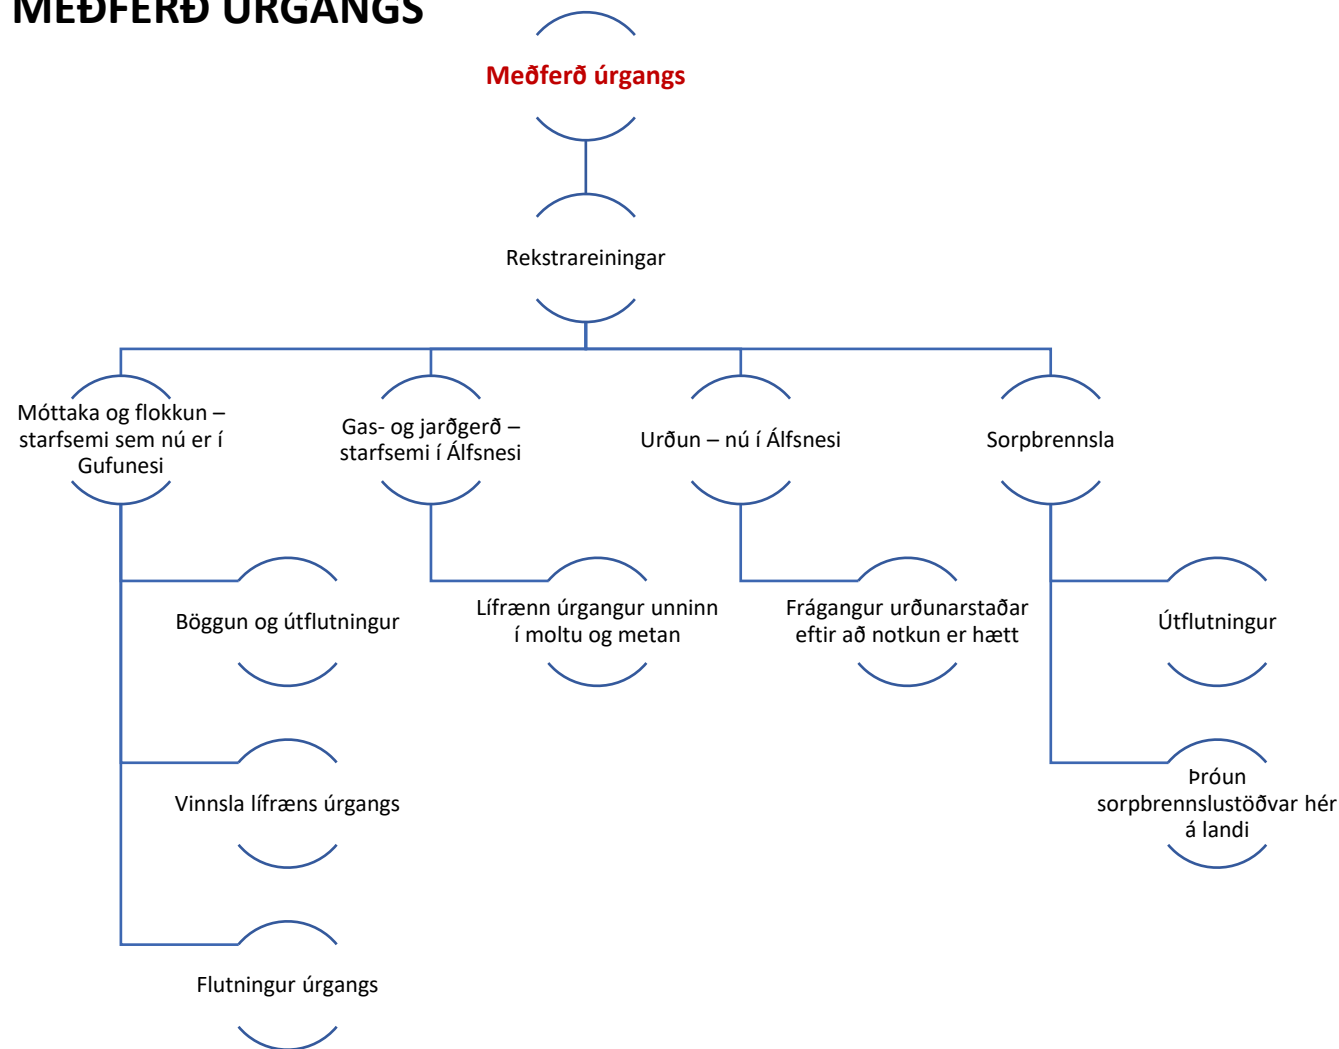 MEÐFERÐ ÚRGANGS
Meðferð úrgangs
Rekstrareiningar
Móttaka og flokkun –
starfsemi sem nú er í
Gufunesi
Gas- og jarðgerð –
starfsemi í Álfsnesi
Urðun – nú í Álfsnesi
Sorpbrennsla
Böggun og útflutningur
Lífrænn úrgangur unninn
í moltu og metan
Frágangur urðunarstaðar
eftir að notkun er hætt
Útflutningur
Vinnsla lífræns úrgangs
Þróun
sorpbrennslustöðvar hér
á landi
Flutningur úrgangs